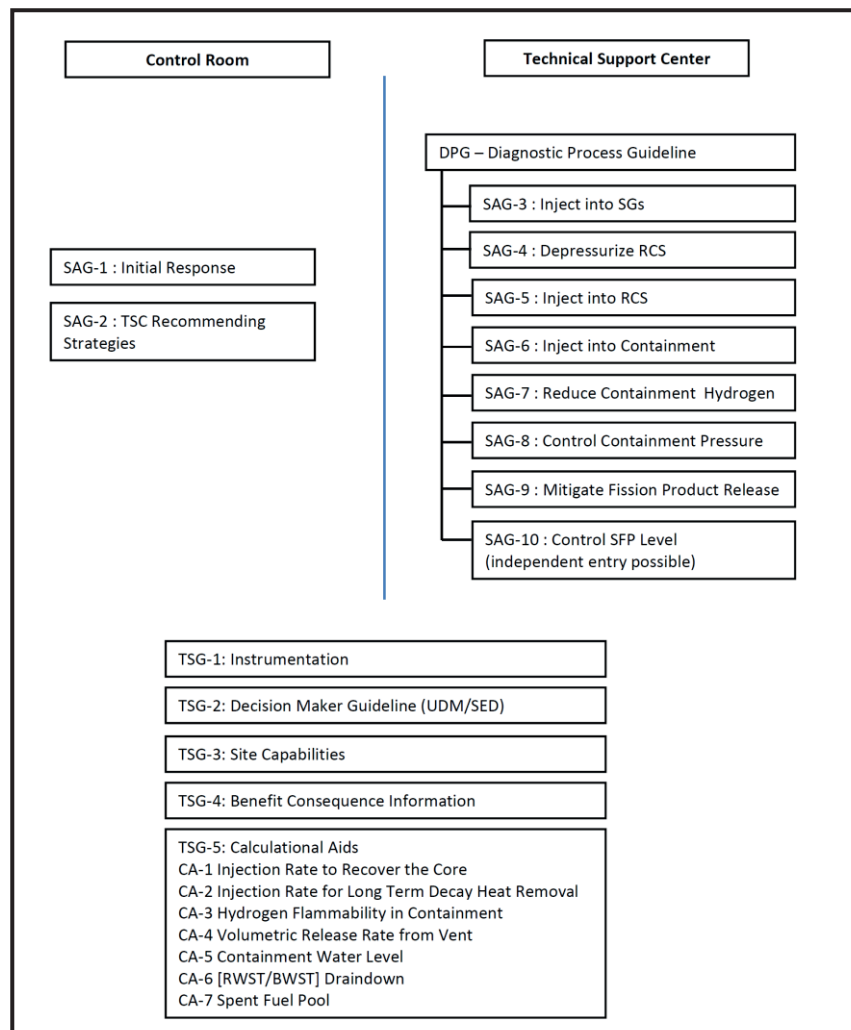 Control Room
Technical Support Center
DPG – Diagnostic Process Guideline
SAG-3 : Inject into SGs
SAG-4 : Depressurize RCS
SAG-1 : Initial Response
SAG-5 : Inject into RCS
SAG-2 : TSC Recommending
Strategies
SAG-6 : Inject into Containment
SAG-7 : Reduce Containment  Hydrogen
SAG-8 : Control Containment Pressure
SAG-9 : Mitigate Fission Product Release
SAG-10 : Control SFP Level
(independent entry possible)
TSG-1: Instrumentation
TSG-2: Decision Maker Guideline (UDM/SED)
TSG-3: Site Capabilities
TSG-4: Benefit Consequence Information
TSG-5: Calculational Aids
CA-1 Injection Rate to Recover the Core
CA-2 Injection Rate for Long Term Decay Heat Removal
CA-3 Hydrogen Flammability in Containment
CA-4 Volumetric Release Rate from Vent
CA-5 Containment Water Level
CA-6 [RWST/BWST] Draindown
CA-7 Spent Fuel Pool